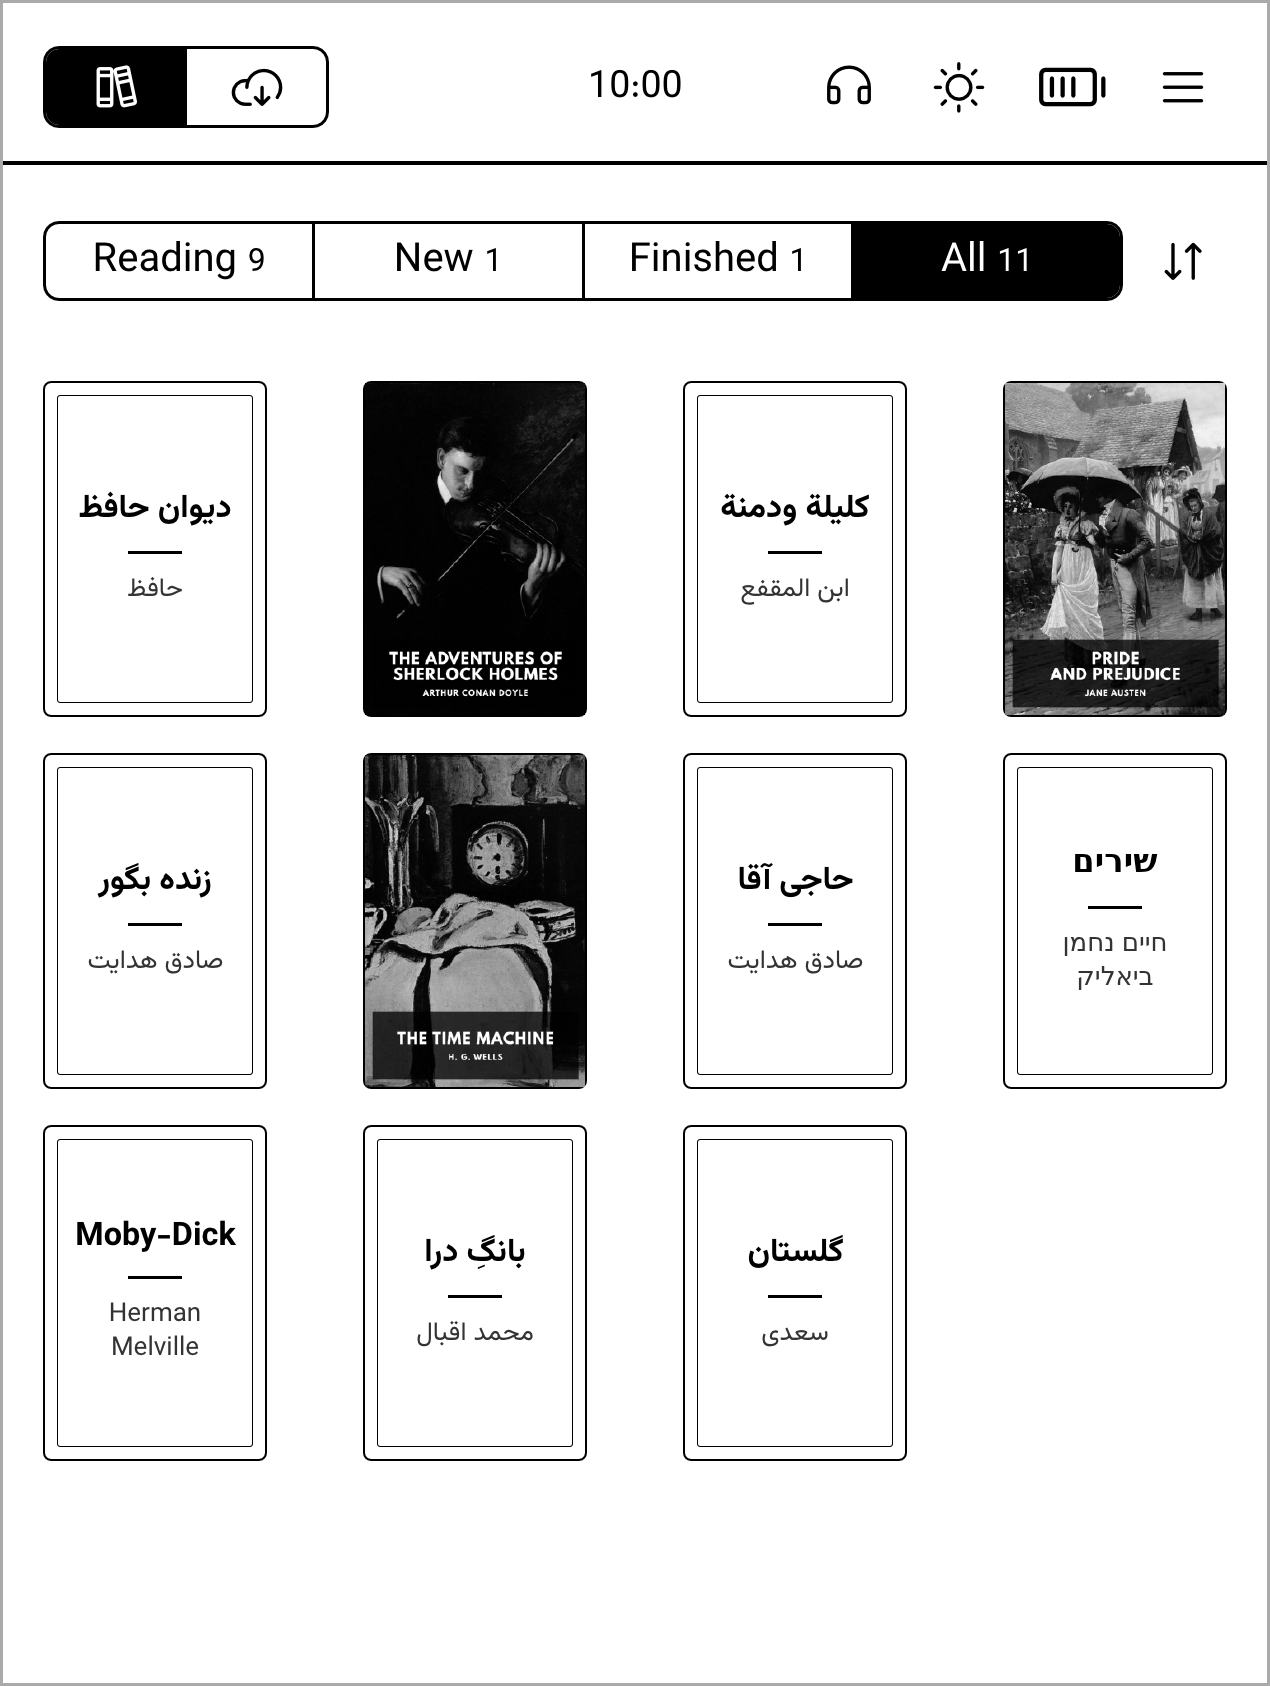 10:00
Reading 9
New 1
Finished 1
All 11
دیوان حافظ
حافظ
THE ADVENTURES OF
SHERLOCK HOLMES
ARTHUR CONAN DOYLE
كليلة ودمنة
ابن المقفع
PRIDE
AND PREJUDICE
JANE AUSTEN
زنده بگور
صادق هدایت
THE TIME MACHINE
H. G. WELLS
حاجی آقا
صادق هدایت
שירים
חיים נחמן
ביאליק
Moby-Dick
Herman
Melville
بانگِ درا
محمد اقبال
گلستان
سعدی